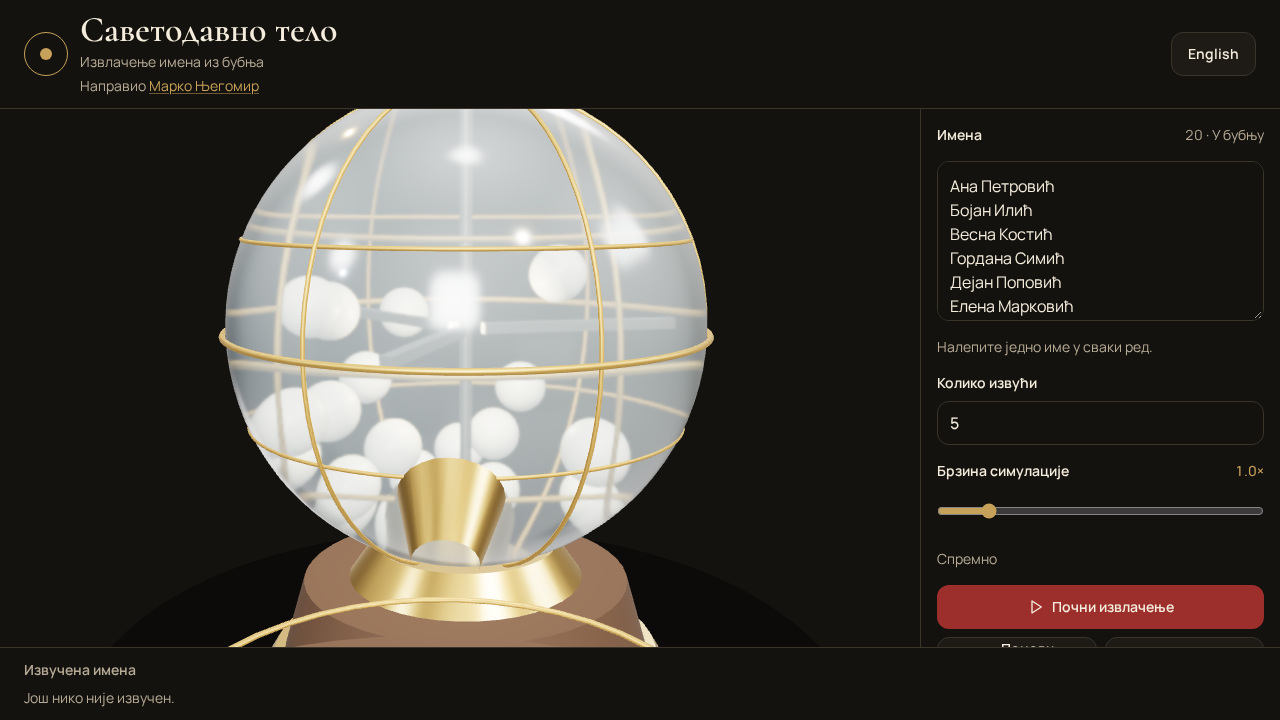 Саветодавно тело
Извлачење имена из бубња
Направио Марко Његомир
English
Имена
20 · У бубњу
Ана Петровић
Бојан Илић
Весна Костић
Гордана Симић
Дејан Поповић
Елена Марковић
Налепите једно име у сваки ред.
Колико извући
5
Брзина симулације
1.0×
Спремно
Почни извлачење
Извучена имена
Још нико није извучен.